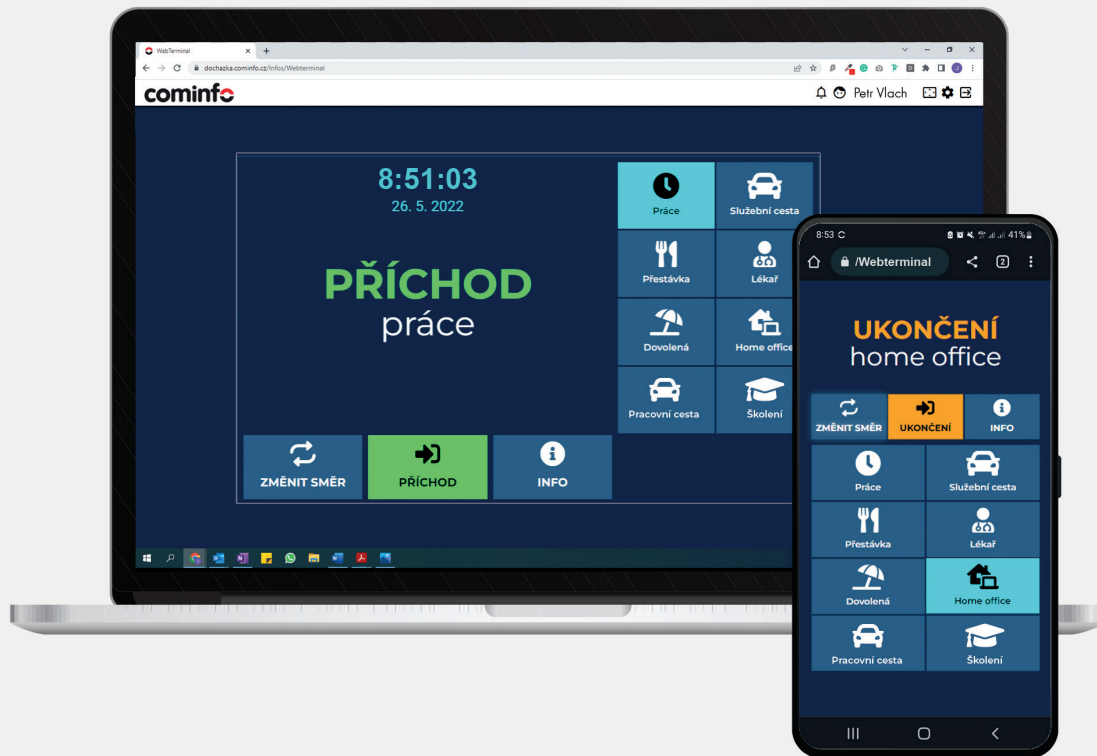 WebTerminal
dochazka.cominfo.cz/Infos/Webterminal
cominfo
Petr Vlach
8:51:03
26. 5. 2022
PŘÍCHOD
práce
Práce
Služební cesta
Přestávka
Lékař
Dovolená
Home office
Pracovní cesta
Školení
ZMĚNIT SMĚR
PŘÍCHOD
INFO
8:53
41%
/Webterminal
2
UKONČENÍ
home office
ZMĚNIT SMĚR
UKONČENÍ
INFO
Práce
Služební cesta
Přestávka
Lékař
Dovolená
Home office
Pracovní cesta
Školení